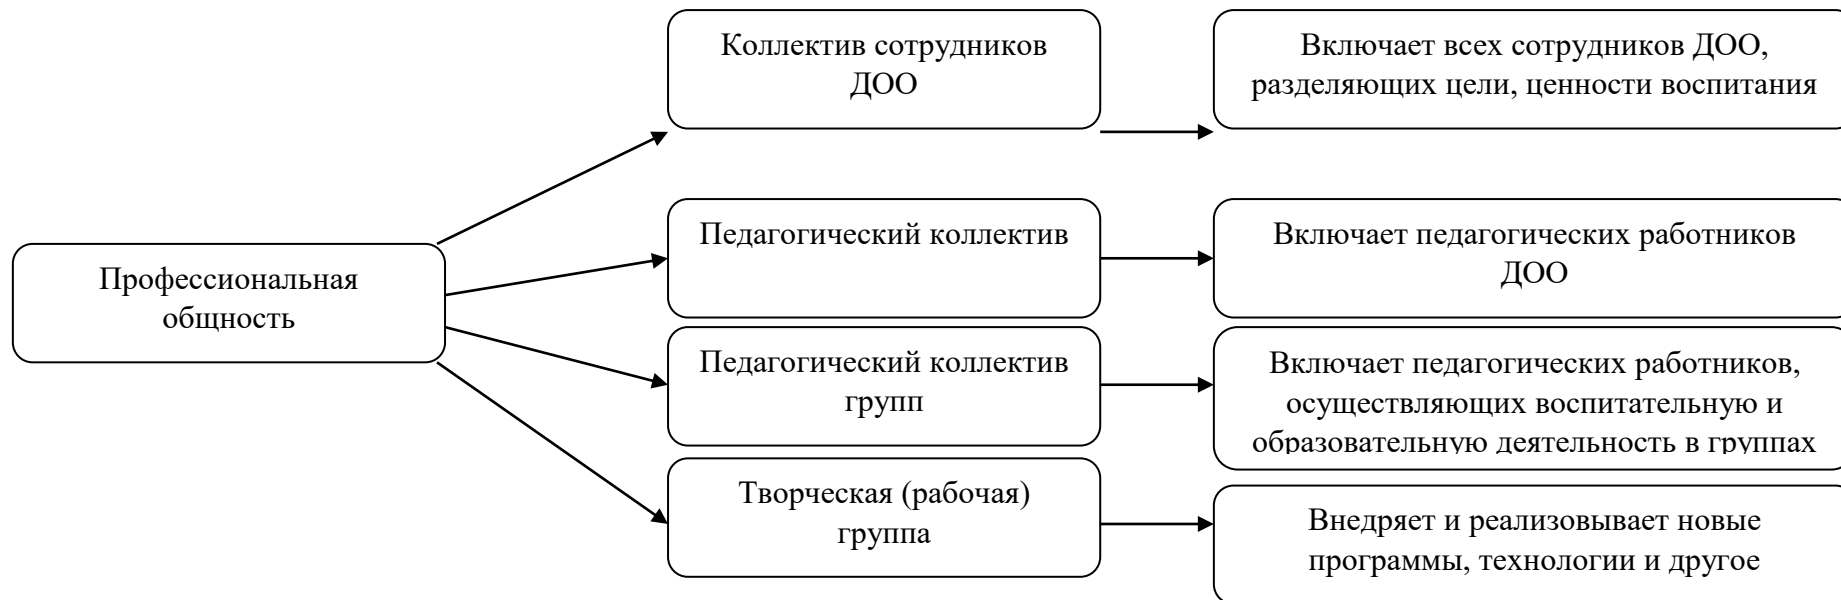 Коллектив сотрудников
ДОО
Включает всех сотрудников ДОО,
разделяющих цели, ценности воспитания
Профессиональная
общность
Педагогический коллектив
Включает педагогических работников
ДОО
Педагогический коллектив
групп
Включает педагогических работников,
осуществляющих воспитательную и
образовательную деятельность в группах
Творческая (рабочая)
группа
Внедряет и реализовывает новые
программы, технологии и другое